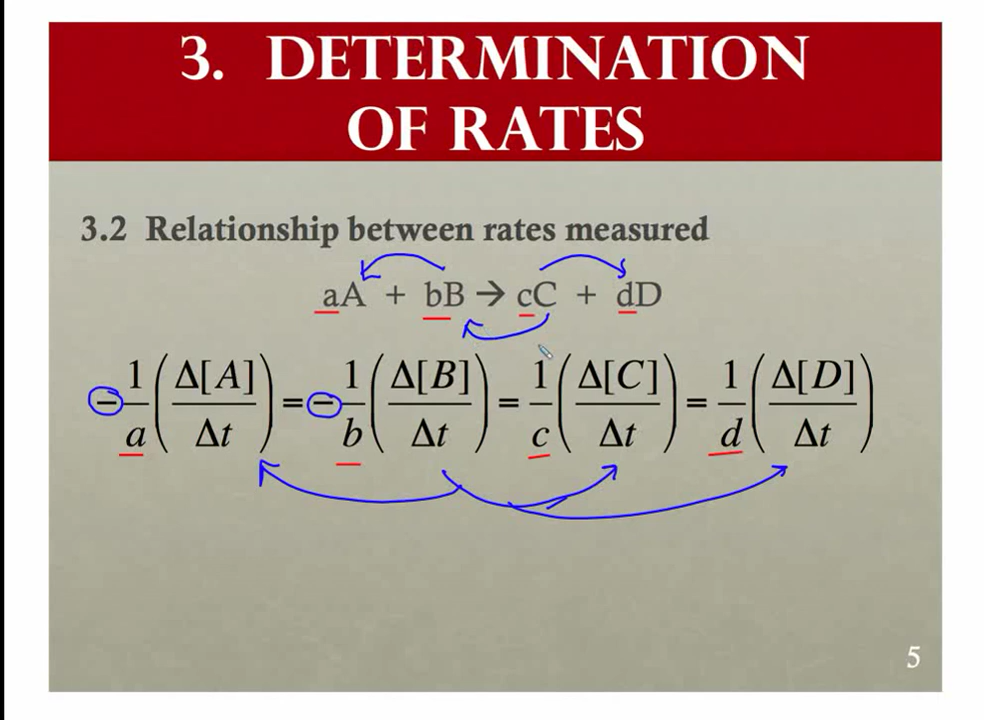 3. DETERMINATION
OF RATES
3.2 Relationship between rates measured
aA + bB → cC + dD
−1/a(Δ[A]/Δt) = −1/b(Δ[B]/Δt) = 1/c(Δ[C]/Δt) = 1/d(Δ[D]/Δt)
5